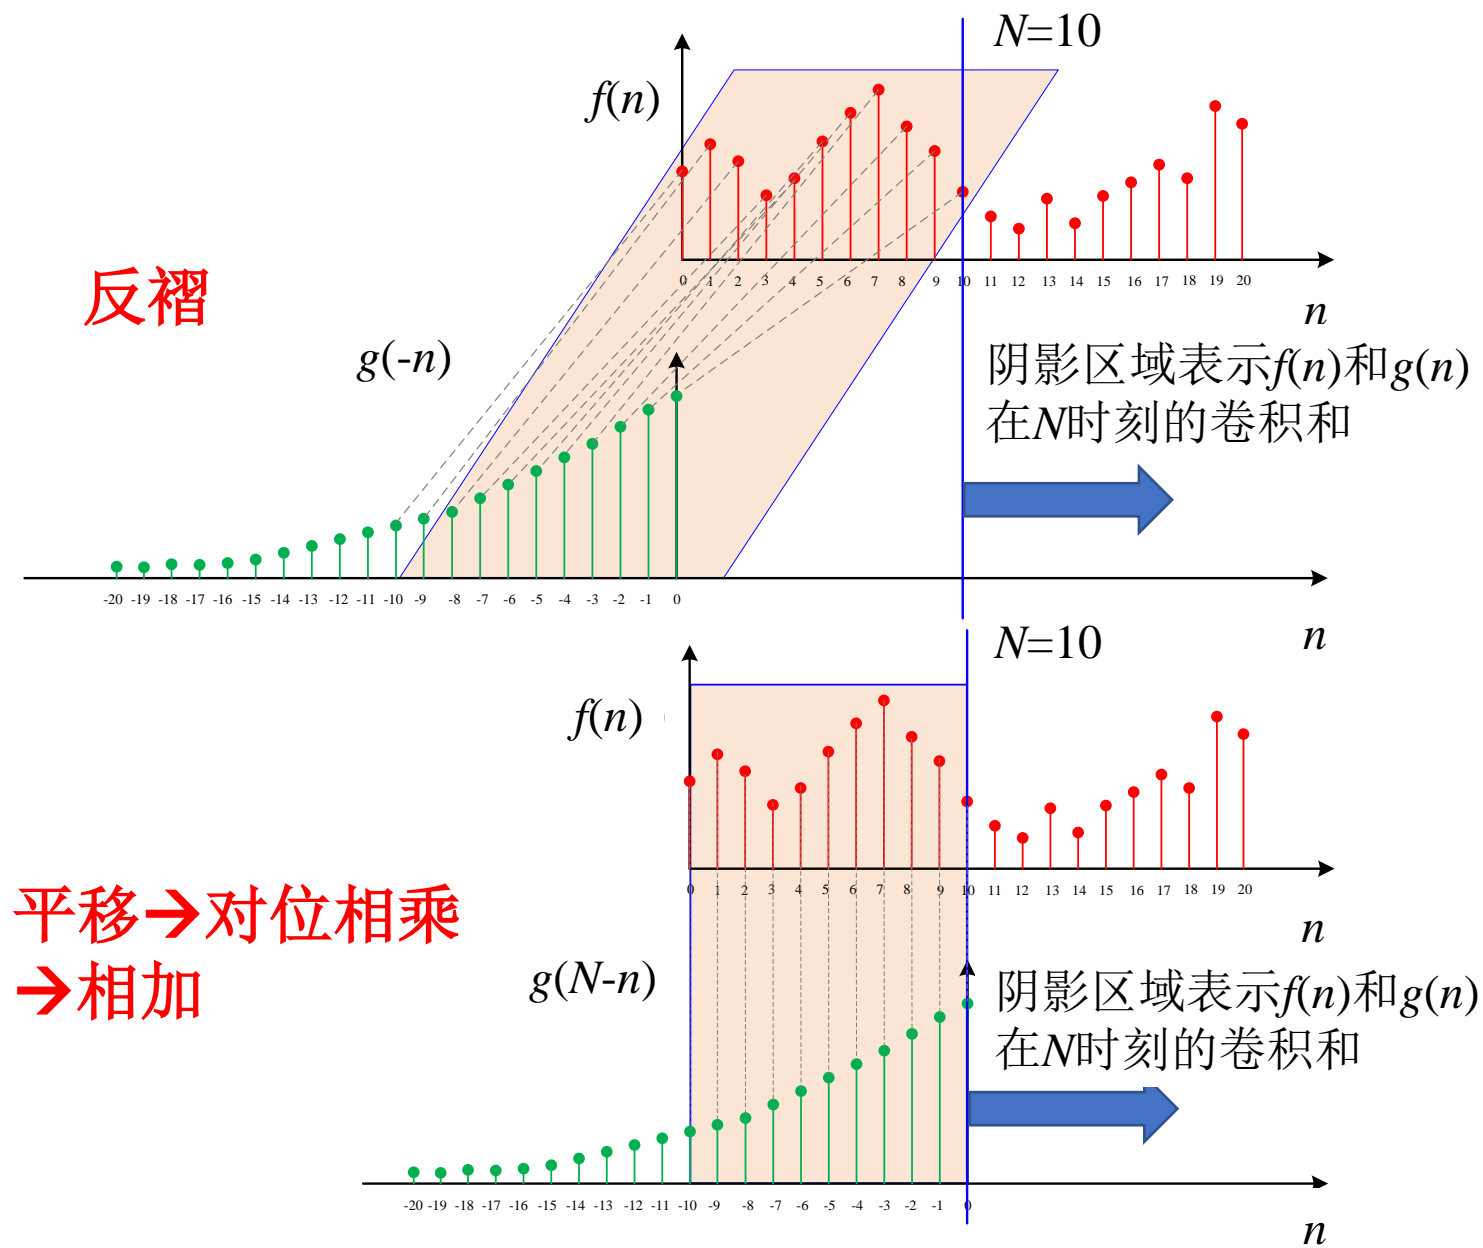 N=10
f(n)
0 1 2 3 4 5 6 7 8 9 10 11 12 13 14 15 16 17 18 19 20
n
反褶
g(-n)
阴影区域表示f(n)和g(n)
在N时刻的卷积和
-20 -19 -18 -17 -16 -15 -14 -13 -12 -11 -10 -9 -8 -7 -6 -5 -4 -3 -2 -1 0
n
N=10
f(n)
0 1 2 3 4 5 6 7 8 9 10 11 12 13 14 15 16 17 18 19 20
n
平移→对位相乘
→相加
g(N-n)
阴影区域表示f(n)和g(n)
在N时刻的卷积和
-20 -19 -18 -17 -16 -15 -14 -13 -12 -11 -10 -9 -8 -7 -6 -5 -4 -3 -2 -1 0
n